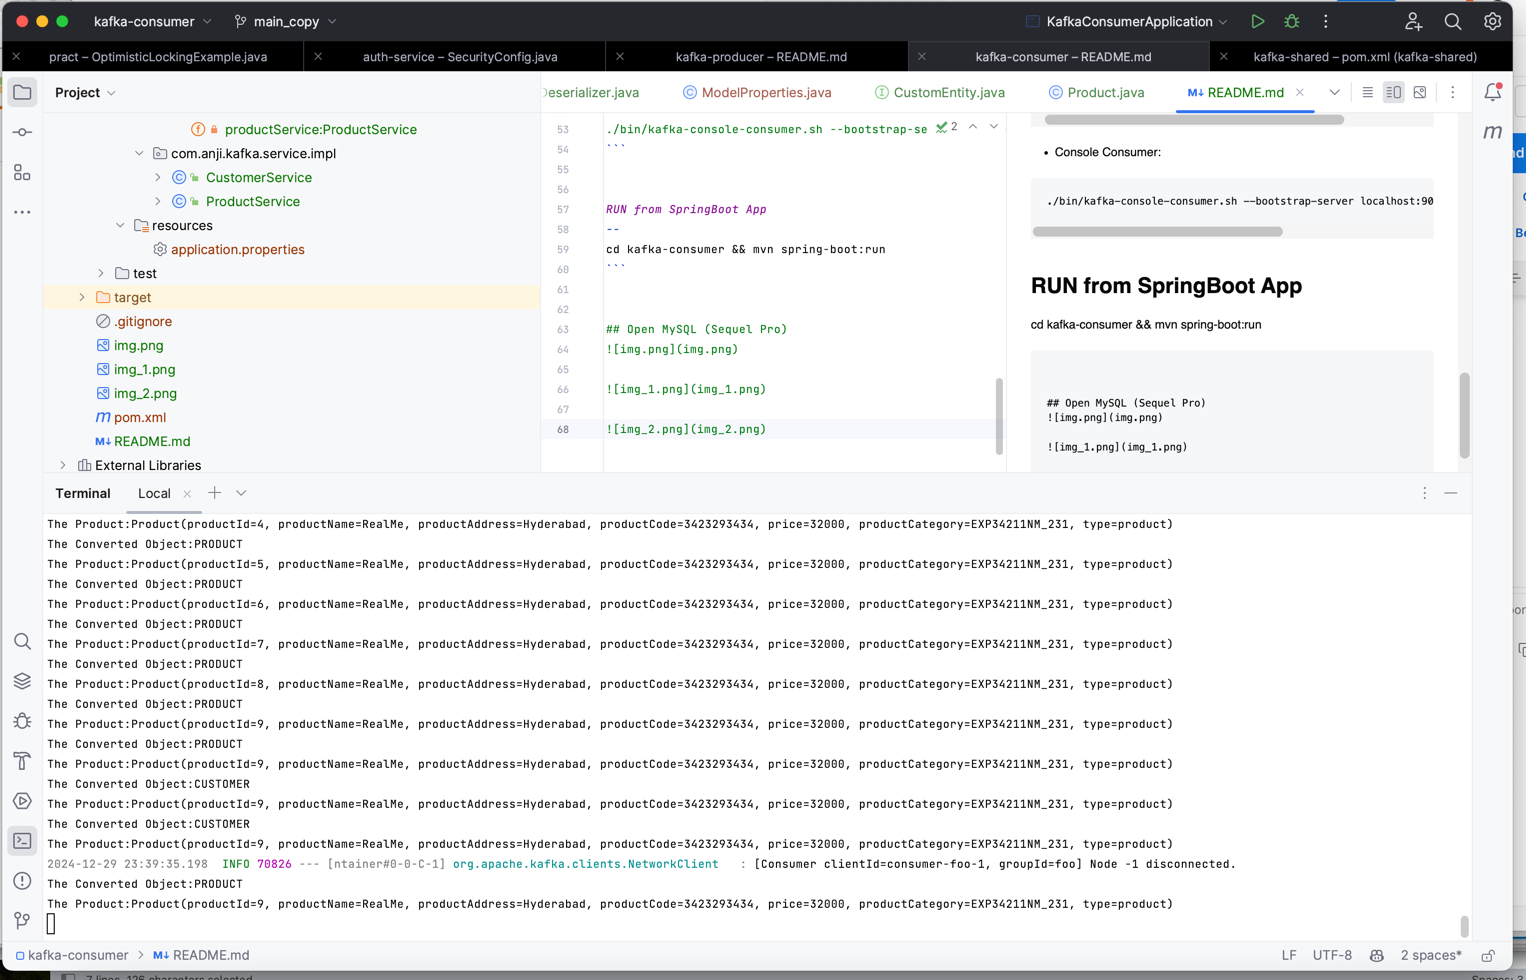 kafka-consumer
main_copy
KafkaConsumerApplication
pract – OptimisticLockingExample.java
auth-service – SecurityConfig.java
kafka-producer – README.md
kafka-consumer – README.md
kafka-shared – pom.xml (kafka-shared)
Project
productService:ProductService
com.anji.kafka.service.impl
CustomerService
ProductService
resources
application.properties
test
target
.gitignore
img.png
img_1.png
img_2.png
pom.xml
README.md
External Libraries
eserializer.java
ModelProperties.java
CustomEntity.java
Product.java
README.md
53 ./bin/kafka-console-consumer.sh --bootstrap-se 2
54 ```
55
56
57 RUN from SpringBoot App
58 --
59 cd kafka-consumer && mvn spring-boot:run
60 ```
61
62
63 ## Open MySQL (Sequel Pro)
64 ![img.png](img.png)
65
66 ![img_1.png](img_1.png)
67
68 ![img_2.png](img_2.png)
• Console Consumer:
./bin/kafka-console-consumer.sh --bootstrap-server localhost:90
RUN from SpringBoot App
cd kafka-consumer && mvn spring-boot:run
## Open MySQL (Sequel Pro)
![img.png](img.png)
![img_1.png](img_1.png)
Terminal
Local
The Product:Product(productId=4, productName=RealMe, productAddress=Hyderabad, productCode=3423293434, price=32000, productCategory=EXP34211NM_231, type=product)
The Converted Object:PRODUCT
The Product:Product(productId=5, productName=RealMe, productAddress=Hyderabad, productCode=3423293434, price=32000, productCategory=EXP34211NM_231, type=product)
The Converted Object:PRODUCT
The Product:Product(productId=6, productName=RealMe, productAddress=Hyderabad, productCode=3423293434, price=32000, productCategory=EXP34211NM_231, type=product)
The Converted Object:PRODUCT
The Product:Product(productId=7, productName=RealMe, productAddress=Hyderabad, productCode=3423293434, price=32000, productCategory=EXP34211NM_231, type=product)
The Converted Object:PRODUCT
The Product:Product(productId=8, productName=RealMe, productAddress=Hyderabad, productCode=3423293434, price=32000, productCategory=EXP34211NM_231, type=product)
The Converted Object:PRODUCT
The Product:Product(productId=9, productName=RealMe, productAddress=Hyderabad, productCode=3423293434, price=32000, productCategory=EXP34211NM_231, type=product)
The Converted Object:PRODUCT
The Product:Product(productId=9, productName=RealMe, productAddress=Hyderabad, productCode=3423293434, price=32000, productCategory=EXP34211NM_231, type=product)
The Converted Object:CUSTOMER
The Product:Product(productId=9, productName=RealMe, productAddress=Hyderabad, productCode=3423293434, price=32000, productCategory=EXP34211NM_231, type=product)
The Converted Object:CUSTOMER
The Product:Product(productId=9, productName=RealMe, productAddress=Hyderabad, productCode=3423293434, price=32000, productCategory=EXP34211NM_231, type=product)
2024-12-29 23:39:35.198 INFO 70826 --- [ntainer#0-0-C-1] org.apache.kafka.clients.NetworkClient : [Consumer clientId=consumer-foo-1, groupId=foo] Node -1 disconnected.
The Converted Object:PRODUCT
The Product:Product(productId=9, productName=RealMe, productAddress=Hyderabad, productCode=3423293434, price=32000, productCategory=EXP34211NM_231, type=product)
kafka-consumer > README.md
LF UTF-8 2 spaces*